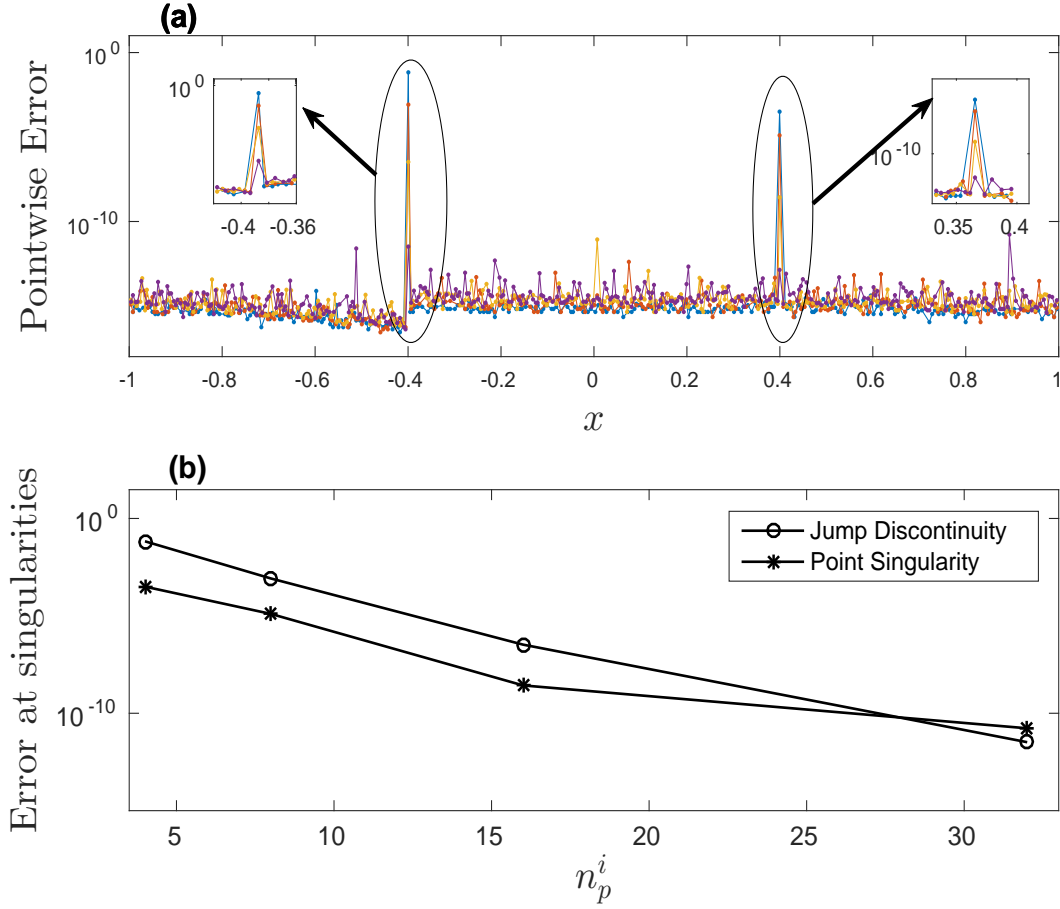 (a)
Pointwise Error
10^0
10^-10
10^0
-0.4 -0.36
10^-10
0.35 0.4
-1 -0.8 -0.6 -0.4 -0.2 0 0.2 0.4 0.6 0.8 1
x
(b)
Error at singularities
10^0
10^-10
Jump Discontinuity
Point Singularity
5 10 15 20 25 30
n_p^i